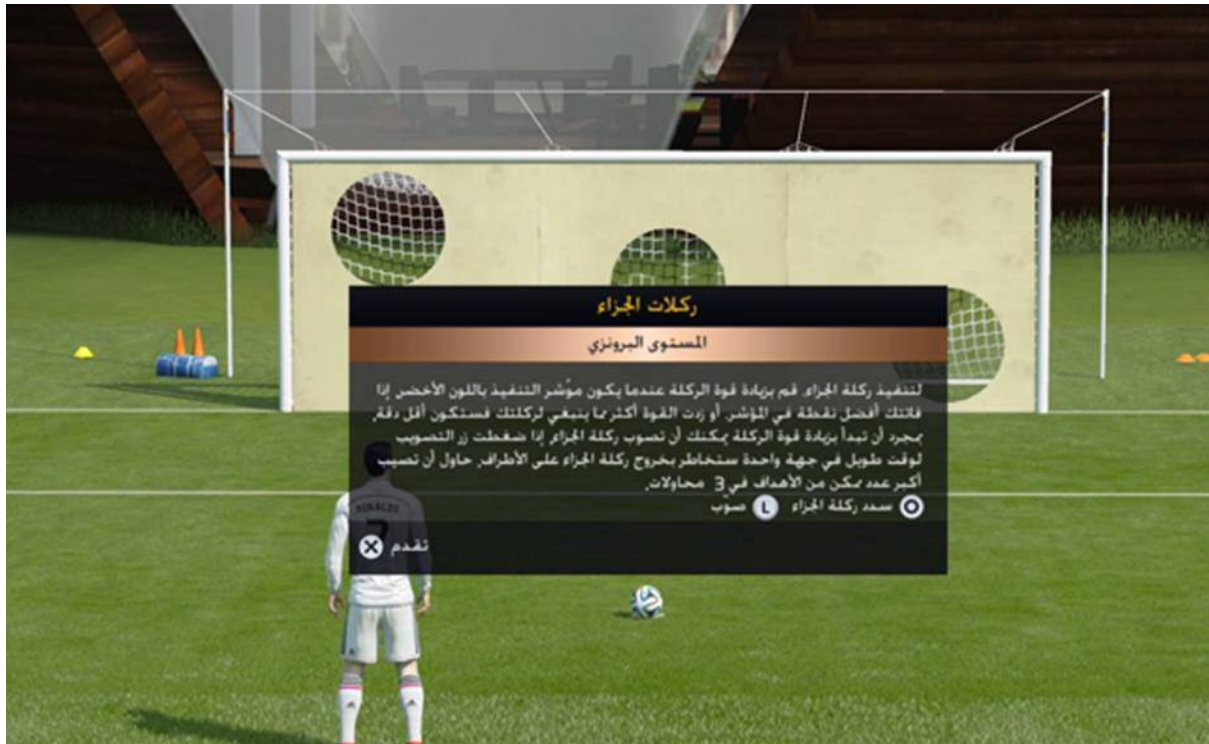 ركلات الجزاء
المستوى البرونزي
لتنفيذ ركلة الجزاء، قم بزيادة قوة الركلة عندما يكون مؤشر التنفيذ باللون الأخضر. إذا
فاتتك أفضل نقطة في المؤشر، أو زدت القوة أكثر مما ينبغي لركلتك فستكون أقل دقة.
بمجرد أن تبدأ بزيادة قوة الركلة يمكنك أن تصوب ركلة الجزاء. إذا ضغطت زر التصويب
لوقت طويل في جهة واحدة ستخاطر بخروج ركلة الجزاء على الأطراف. حاول أن تصيب
أكبر عدد ممكن من الأهداف في 3 محاولات.
سدد ركلة الجزاء L صوّب
تقدم
RONALDO
7